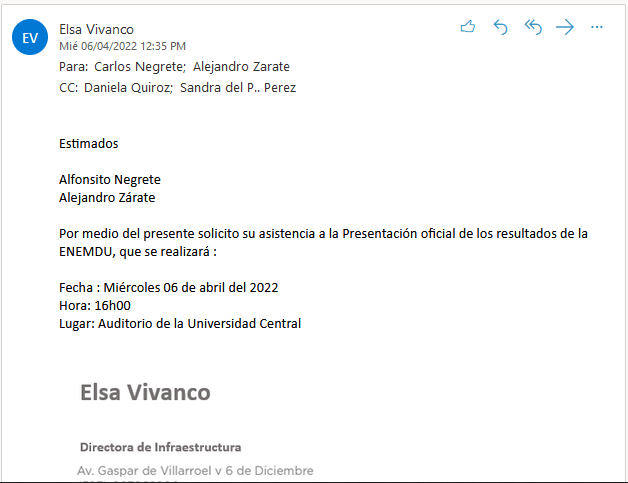 EV
Elsa Vivanco
Mié 06/04/2022 12:35 PM
Para: Carlos Negrete; Alejandro Zarate
CC: Daniela Quiroz; Sandra del P.. Perez
Estimados
Alfonsito Negrete
Alejandro Zárate
Por medio del presente solicito su asistencia a la Presentación oficial de los resultados de la
ENEMDU, que se realizará :
Fecha : Miércoles 06 de abril del 2022
Hora: 16h00
Lugar: Auditorio de la Universidad Central
Elsa Vivanco
Directora de Infraestructura
Av. Gaspar de Villarroel y 6 de Diciembre